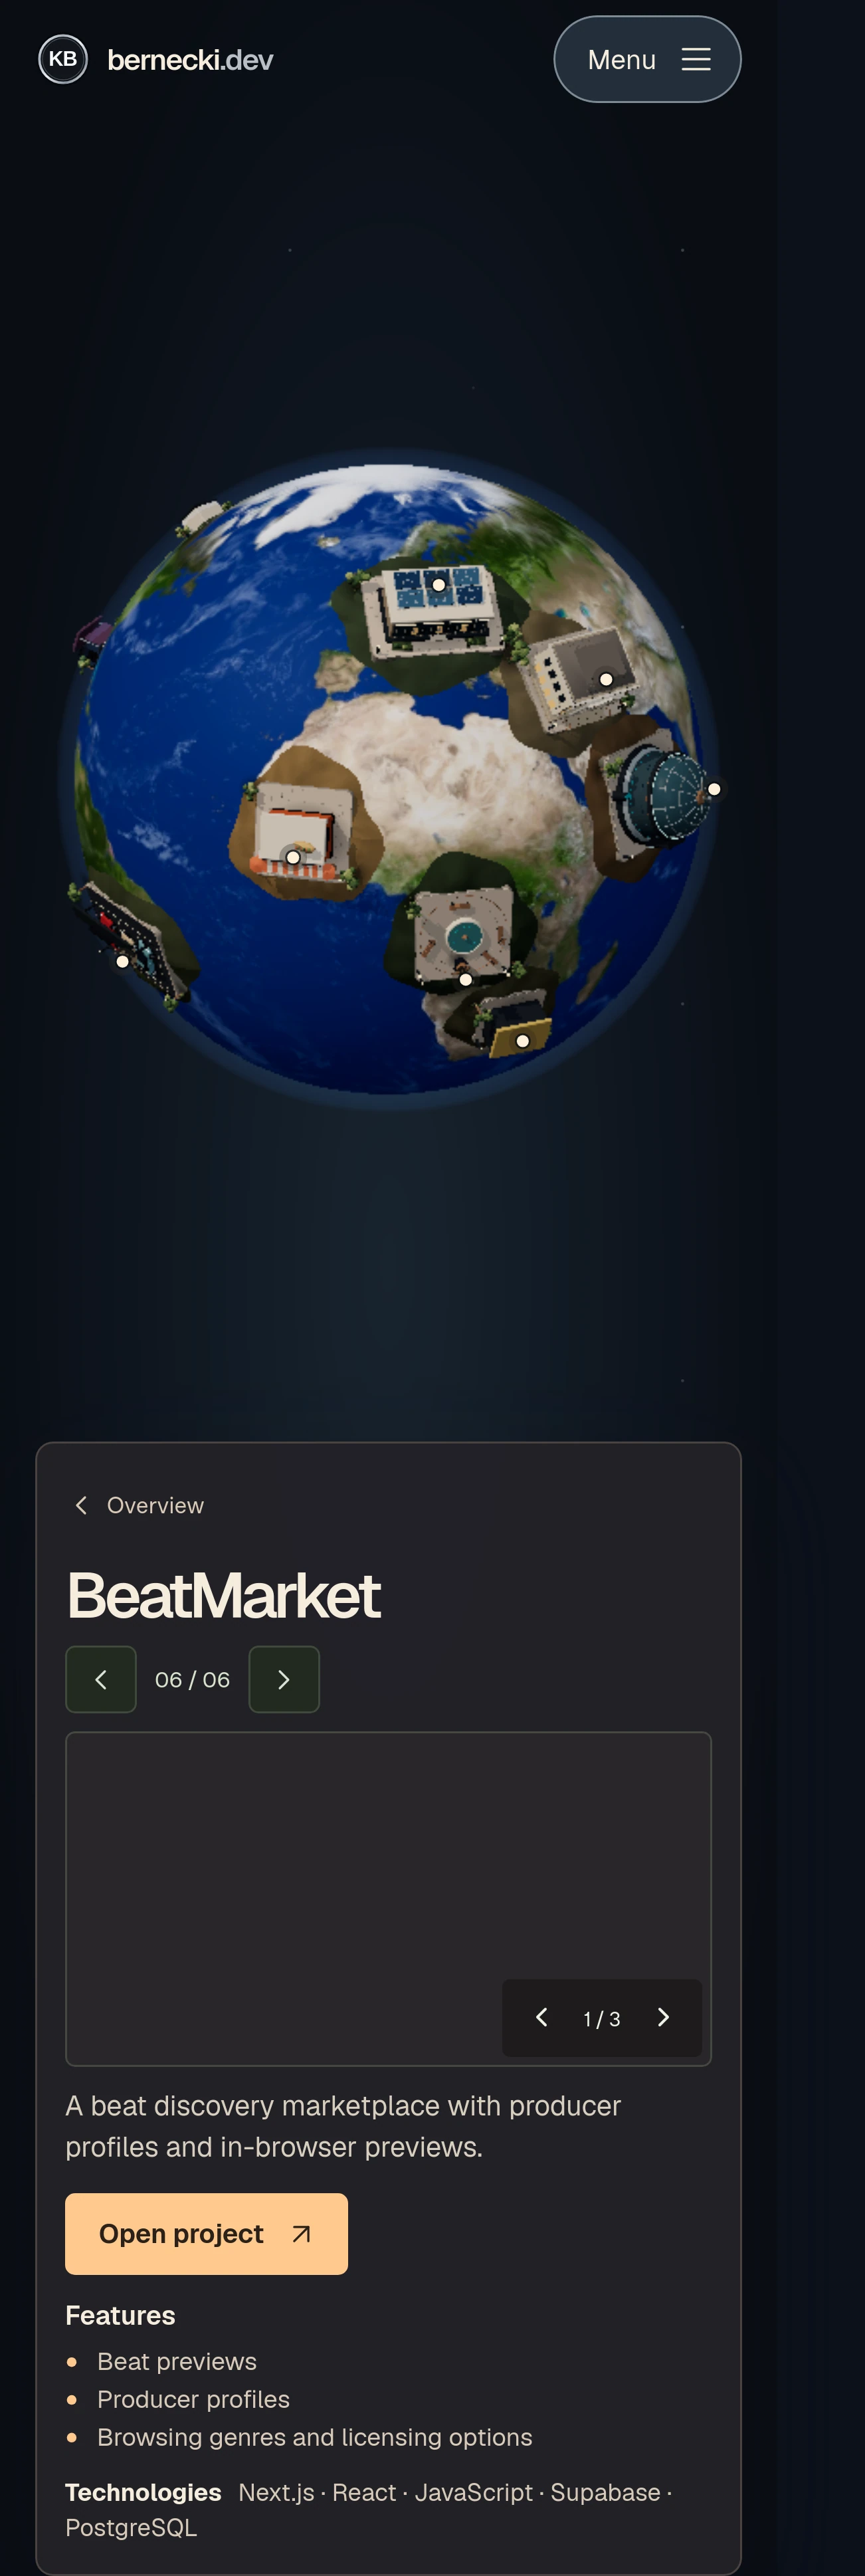 KB
bernecki.dev
Menu
Overview
BeatMarket
06 / 06
1 / 3
A beat discovery marketplace with producer
profiles and in-browser previews.
Open project
Features
Beat previews
Producer profiles
Browsing genres and licensing options
Technologies Next.js · React · JavaScript · Supabase ·
PostgreSQL